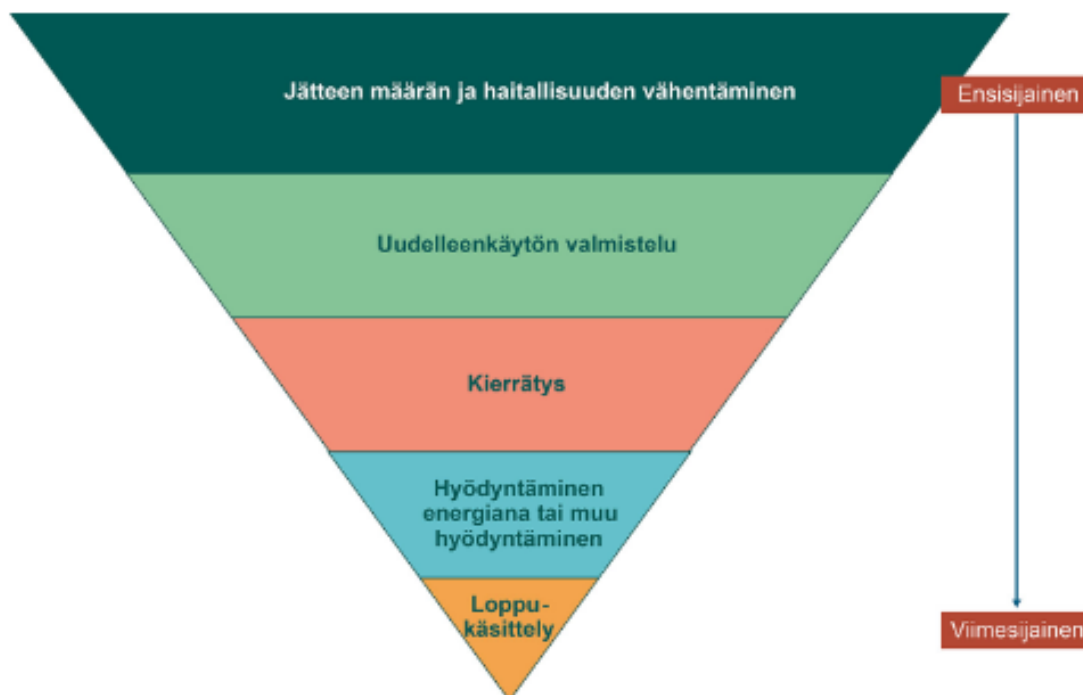 Jätteen määrän ja haitallisuuden vähentäminen
Ensisijainen
Uudelleenkäytön valmistelu
Kierrätys
Hyödyntäminen
energiana tai muu
hyödyntäminen
Loppu-
käsittely
Viimesijainen